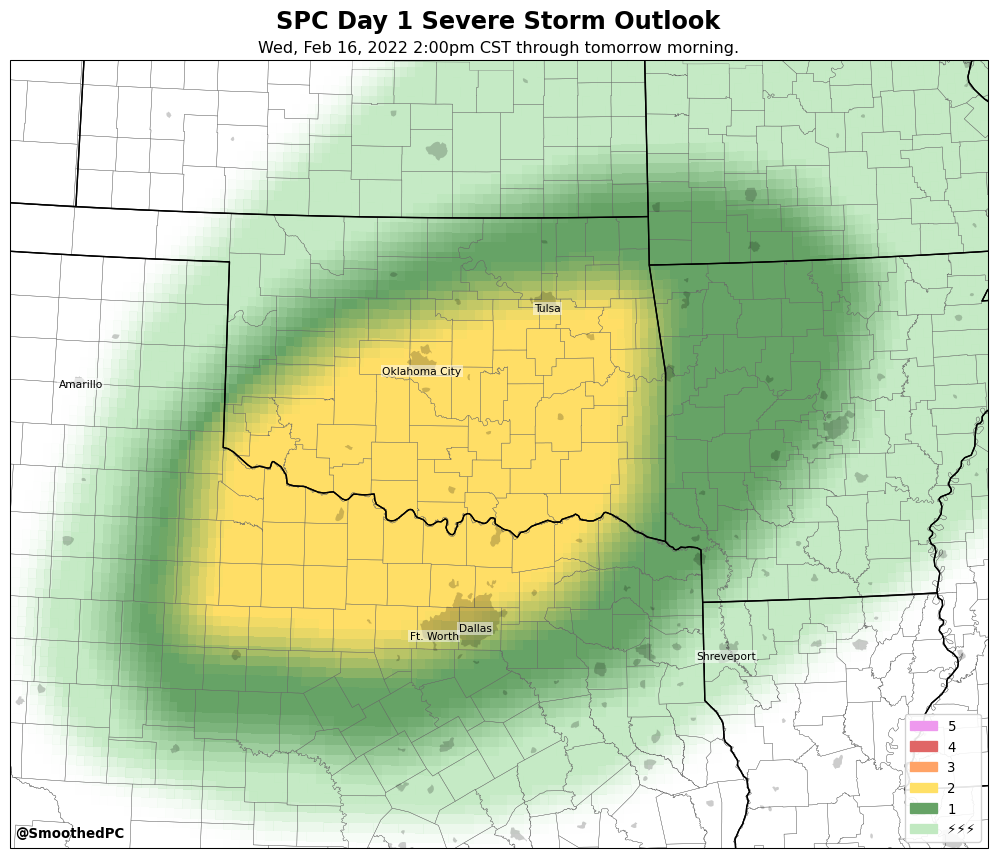 SPC Day 1 Severe Storm Outlook
Wed, Feb 16, 2022 2:00pm CST through tomorrow morning.
Tulsa
Oklahoma City
Amarillo
Dallas
Ft. Worth
Shreveport
5
4
3
2
1
⚡⚡⚡
@SmoothedPC